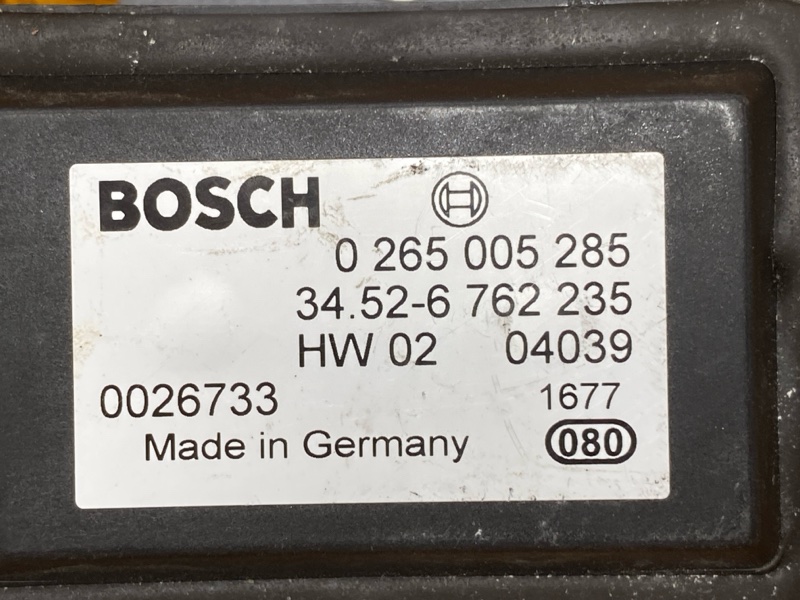 BOSCH
0 265 005 285
34.52-6 762 235
HW 02 04039
0026733 1677
Made in Germany 080